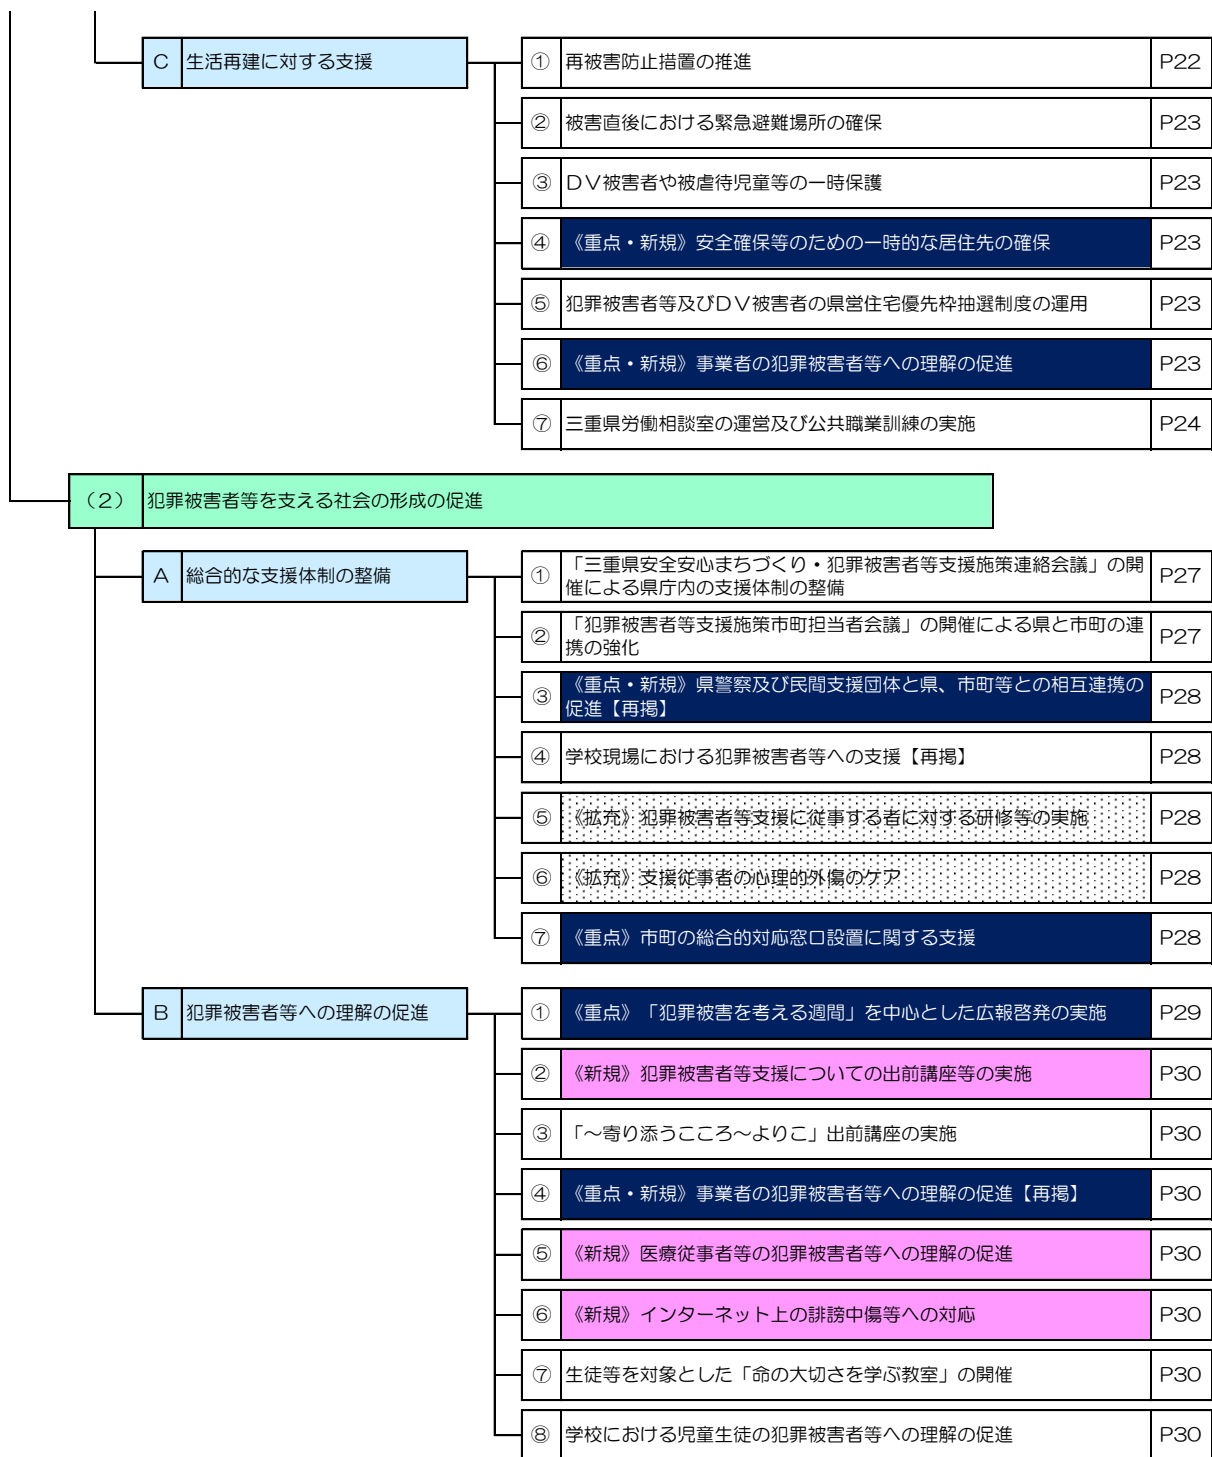 C 生活再建に対する支援
① 再被害防止措置の推進 P22
② 被害直後における緊急避難場所の確保 P23
③ DV被害者や被虐待児童等の一時保護 P23
④ 《重点・新規》安全確保等のための一時的な居住先の確保 P23
⑤ 犯罪被害者等及びDV被害者の県営住宅優先枠抽選制度の運用 P23
⑥ 《重点・新規》事業者の犯罪被害者等への理解の促進 P23
⑦ 三重県労働相談室の運営及び公共職業訓練の実施 P24
(2) 犯罪被害者等を支える社会の形成の促進
A 総合的な支援体制の整備
① 「三重県安全安心まちづくり・犯罪被害者等支援施策連絡会議」の開
催による県庁内の支援体制の整備 P27
② 「犯罪被害者等支援施策市町担当者会議」の開催による県と市町の連
携の強化 P27
③ 《重点・新規》県警察及び民間支援団体と県、市町等との相互連携の
促進【再掲】 P28
④ 学校現場における犯罪被害者等への支援【再掲】 P28
⑤ 《拡充》犯罪被害者等支援に従事する者に対する研修等の実施 P28
⑥ 《拡充》支援従事者の心理的外傷のケア P28
⑦ 《重点》市町の総合的対応窓口設置に関する支援 P28
B 犯罪被害者等への理解の促進
① 《重点》「犯罪被害を考える週間」を中心とした広報啓発の実施 P29
② 《新規》犯罪被害者等支援についての出前講座等の実施 P30
③ 「～寄り添うこころ～よりこ」出前講座の実施 P30
④ 《重点・新規》事業者の犯罪被害者等への理解の促進【再掲】 P30
⑤ 《新規》医療従事者等の犯罪被害者等への理解の促進 P30
⑥ 《新規》インターネット上の誹謗中傷等への対応 P30
⑦ 生徒等を対象とした「命の大切さを学ぶ教室」の開催 P30
⑧ 学校における児童生徒の犯罪被害者等への理解の促進 P30